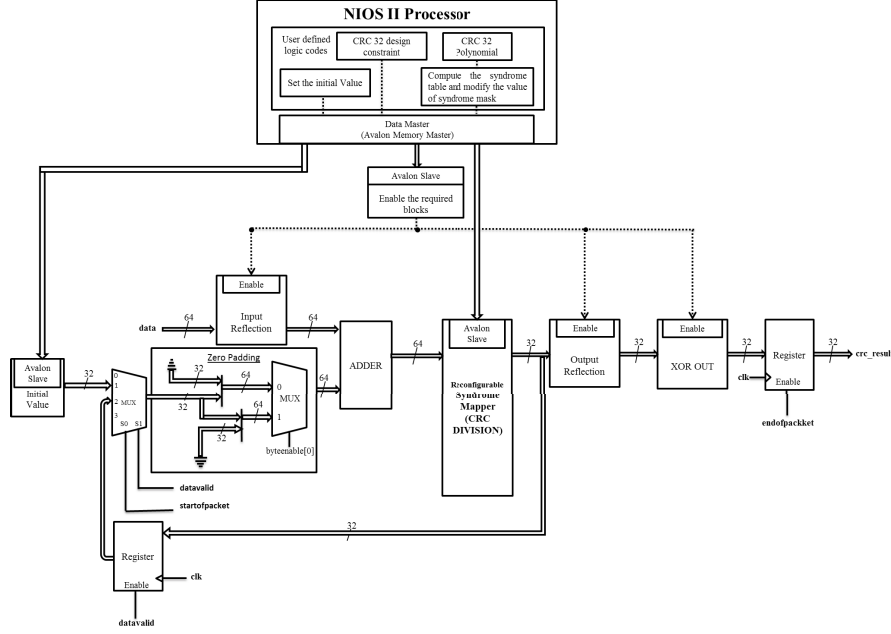 NIOS II Processor
User defined
logic codes
CRC 32 design
constraint
CRC 32
Polynomial
Set the initial Value
Compute the syndrome
table and modify the value
of syndrome mask
Data Master
(Avalon Memory Master)
Avalon Slave
Enable the required
blocks
Enable
Input
Reflection
data
64
64
ADDER
64
Avalon
Slave
Reconfigurable
Syndrome
Mapper
(CRC
DIVISION)
32
Enable
Output
Reflection
32
Enable
XOR OUT
32
Register
Enable
clk
endofpackket
32
crc_resul
Avalon
Slave
Initial
Value
32
0
1
2
3
MUX
S0
S1
Zero Padding
32
32
64
64
32
0
1
MUX
64
byteenable[0]
datavalid
startofpacket
32
Register
Enable
clk
datavalid